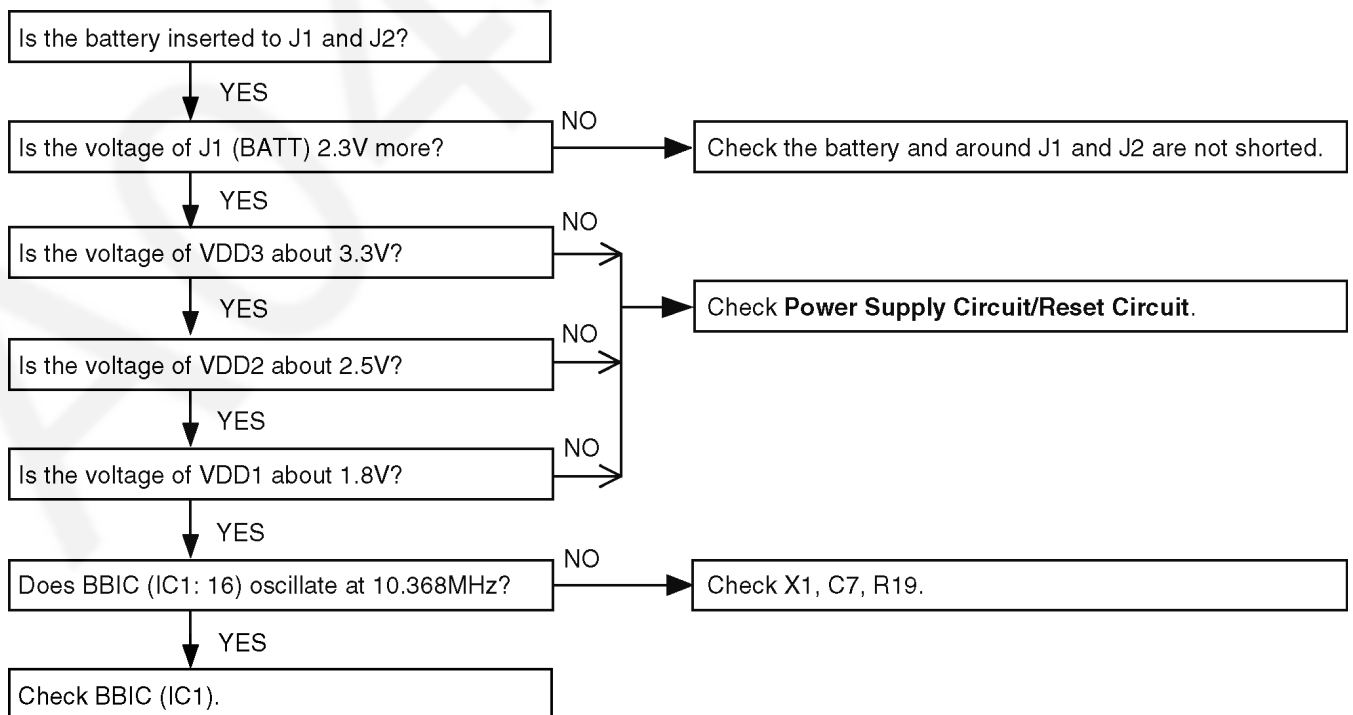 Is the battery inserted to J1 and J2?
YES
Is the voltage of J1 (BATT) 2.3V more?
NO
Check the battery and around J1 and J2 are not shorted.
YES
Is the voltage of VDD3 about 3.3V?
NO
YES
Check Power Supply Circuit/Reset Circuit.
Is the voltage of VDD2 about 2.5V?
NO
YES
Is the voltage of VDD1 about 1.8V?
NO
YES
Does BBIC (IC1: 16) oscillate at 10.368MHz?
NO
Check X1, C7, R19.
YES
Check BBIC (IC1).